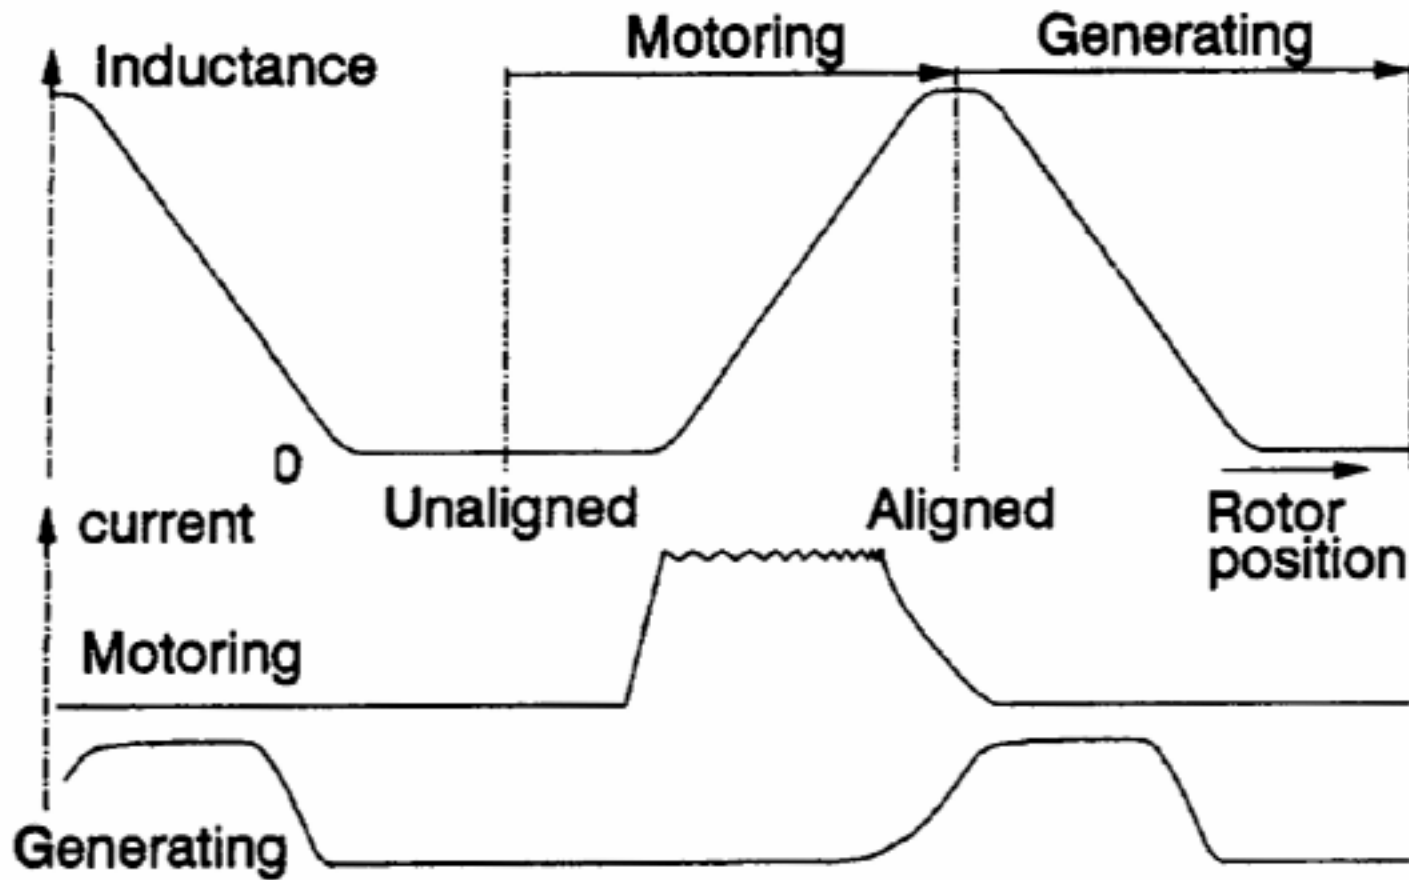 Motoring
Generating
Inductance
0
Unaligned
Aligned
Rotor
position
current
Motoring
Generating